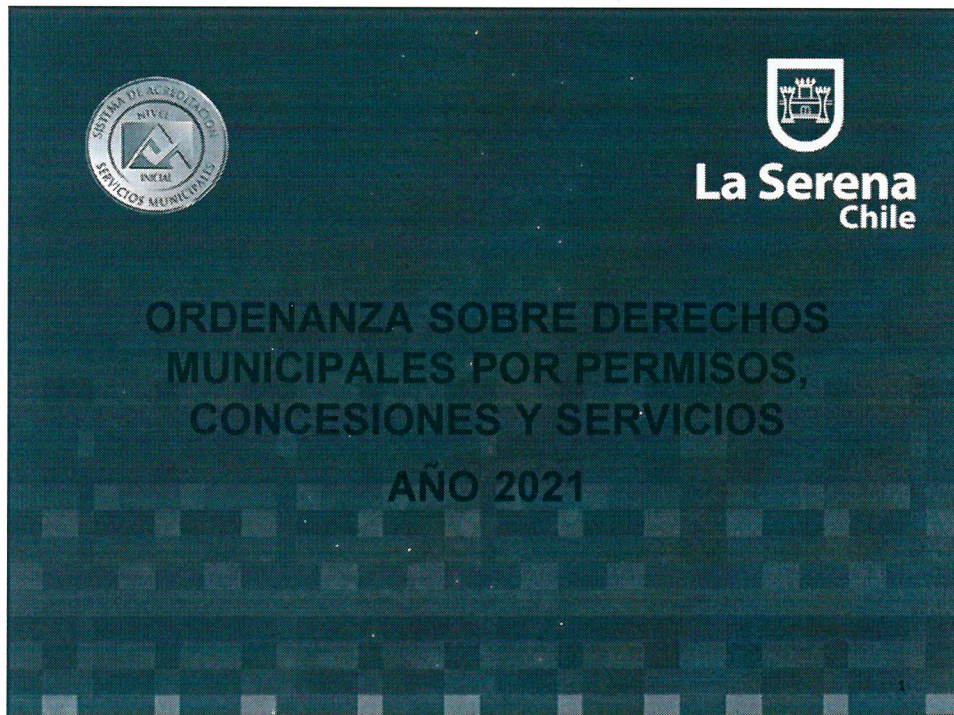 SISTEMA DE ACREDITACIÓN
NIVEL
INICIAL
SERVICIOS MUNICIPALES
La Serena
Chile
ORDENANZA SOBRE DERECHOS
MUNICIPALES POR PERMISOS,
CONCESIONES Y SERVICIOS
AÑO 2021
1